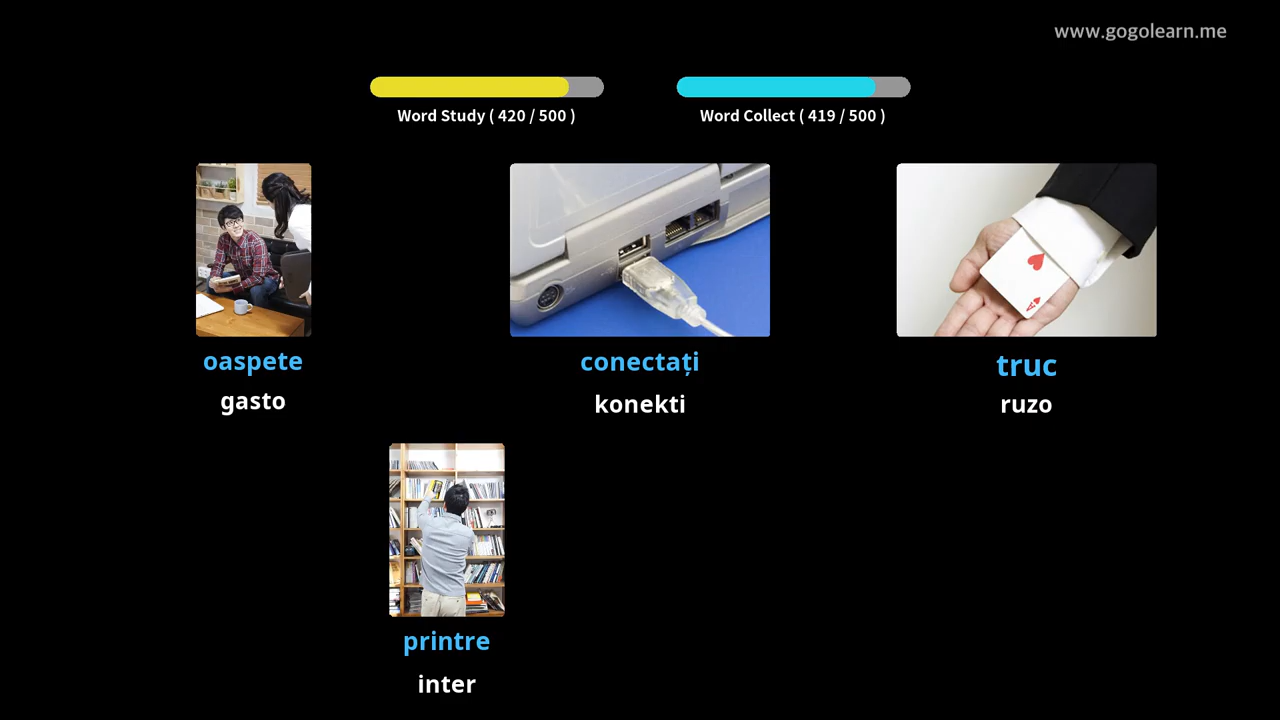 www.gogolearn.me
Word Study ( 420 / 500 )
Word Collect ( 419 / 500 )
oaspete
gasto
conectați
konekti
truc
ruzo
printre
inter